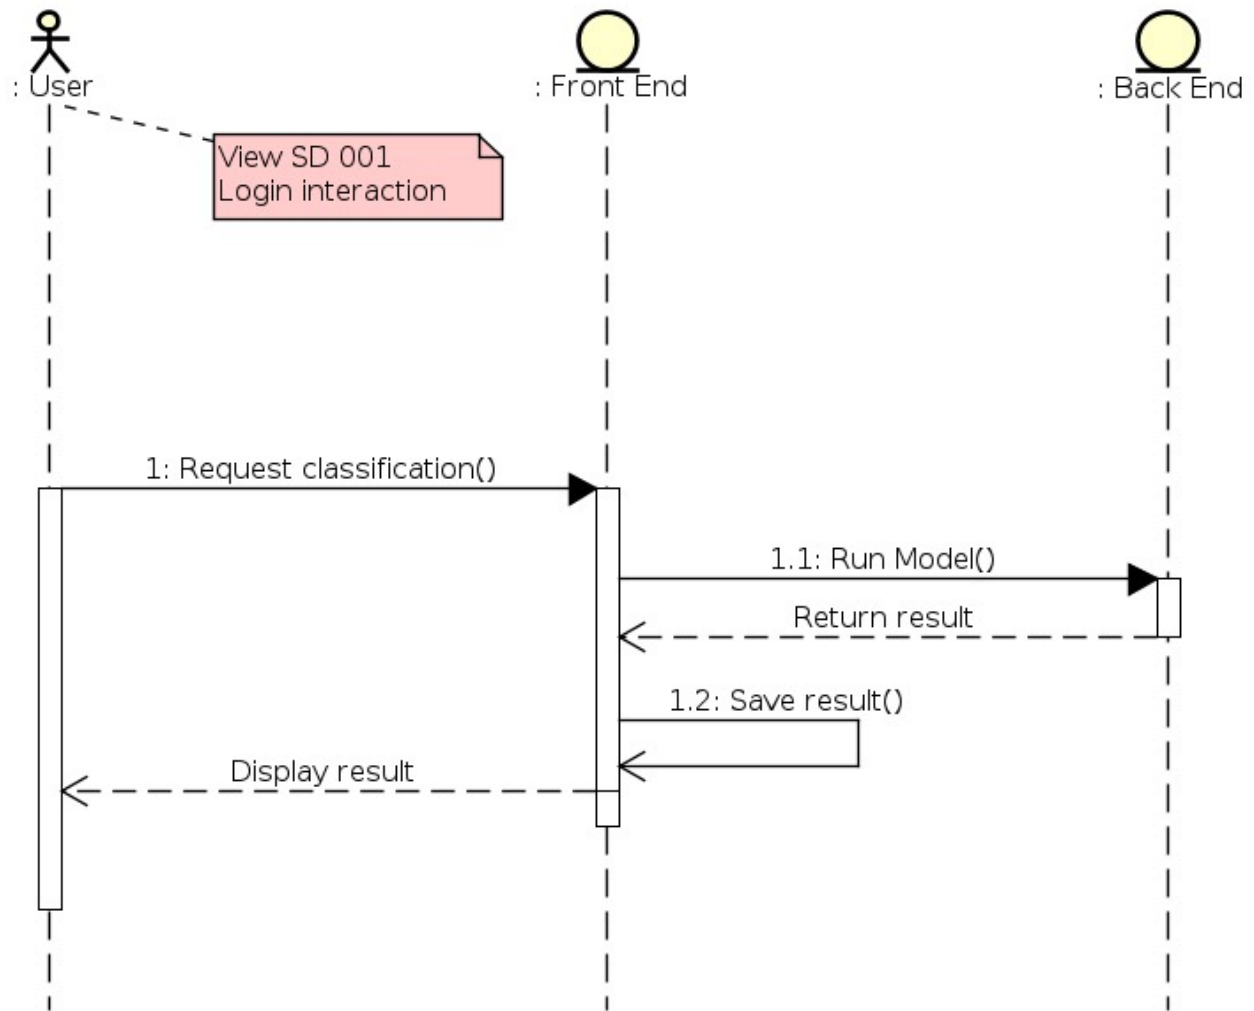 : User
: Front End
: Back End
View SD 001
Login interaction
1: Request classification()
1.1: Run Model()
Return result
1.2: Save result()
Display result